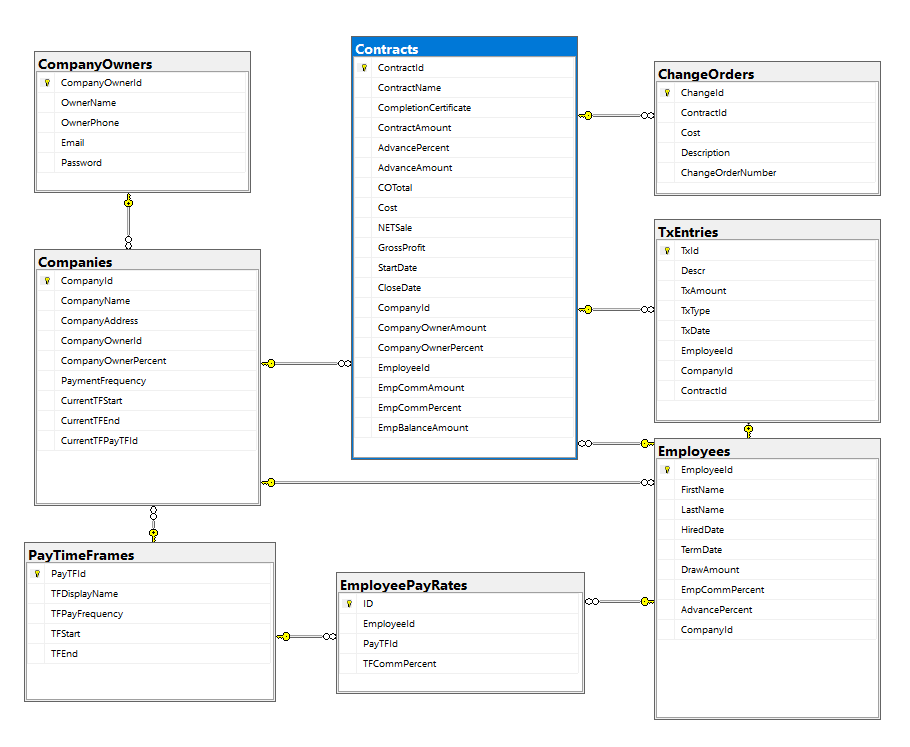 CompanyOwners
CompanyOwnerId
OwnerName
OwnerPhone
Email
Password
Contracts
ContractId
ContractName
CompletionCertificate
ContractAmount
AdvancePercent
AdvanceAmount
COTotal
Cost
NETSale
GrossProfit
StartDate
CloseDate
CompanyId
CompanyOwnerAmount
CompanyOwnerPercent
EmployeeId
EmpCommAmount
EmpCommPercent
EmpBalanceAmount
ChangeOrders
ChangeId
ContractId
Cost
Description
ChangeOrderNumber
TxEntries
TxId
Descr
TxAmount
TxType
TxDate
EmployeeId
CompanyId
ContractId
Companies
CompanyId
CompanyName
CompanyAddress
CompanyOwnerId
CompanyOwnerPercent
PaymentFrequency
CurrentTFStart
CurrentTFEnd
CurrentTFPayTFId
Employees
EmployeeId
FirstName
LastName
HiredDate
TermDate
DrawAmount
EmpCommPercent
AdvancePercent
CompanyId
PayTimeFrames
PayTFId
TFDisplayName
TFPayFrequency
TFStart
TFEnd
EmployeePayRates
ID
EmployeeId
PayTFId
TFCommPercent